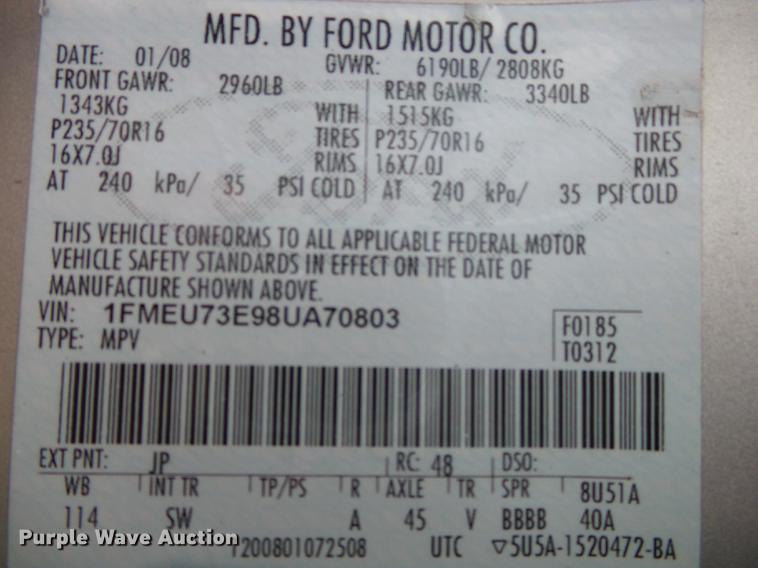 MFD. BY FORD MOTOR CO.
DATE: 01/08 GVWR: 6190LB/ 2808KG
FRONT GAWR: 2960LB REAR GAWR: 3340LB
1343KG WITH 1515KG WITH
P235/70R16 TIRES P235/70R16 TIRES
16X7.0J RIMS 16X7.0J RIMS
AT 240 kPa/ 35 PSI COLD AT 240 kPa/ 35 PSI COLD
THIS VEHICLE CONFORMS TO ALL APPLICABLE FEDERAL MOTOR
VEHICLE SAFETY STANDARDS IN EFFECT ON THE DATE OF
MANUFACTURE SHOWN ABOVE.
VIN: 1FMEU73E98UA70803 F0185
TYPE: MPV T0312
EXT PNT: JP RC: 48 DSO:
WB INT TR TP/PS R AXLE TR SPR 8U51A
114 SW A 45 V BBBB 40A
Purple Wave Auction
200801072508 UTC ▽5U5A-1520472-BA